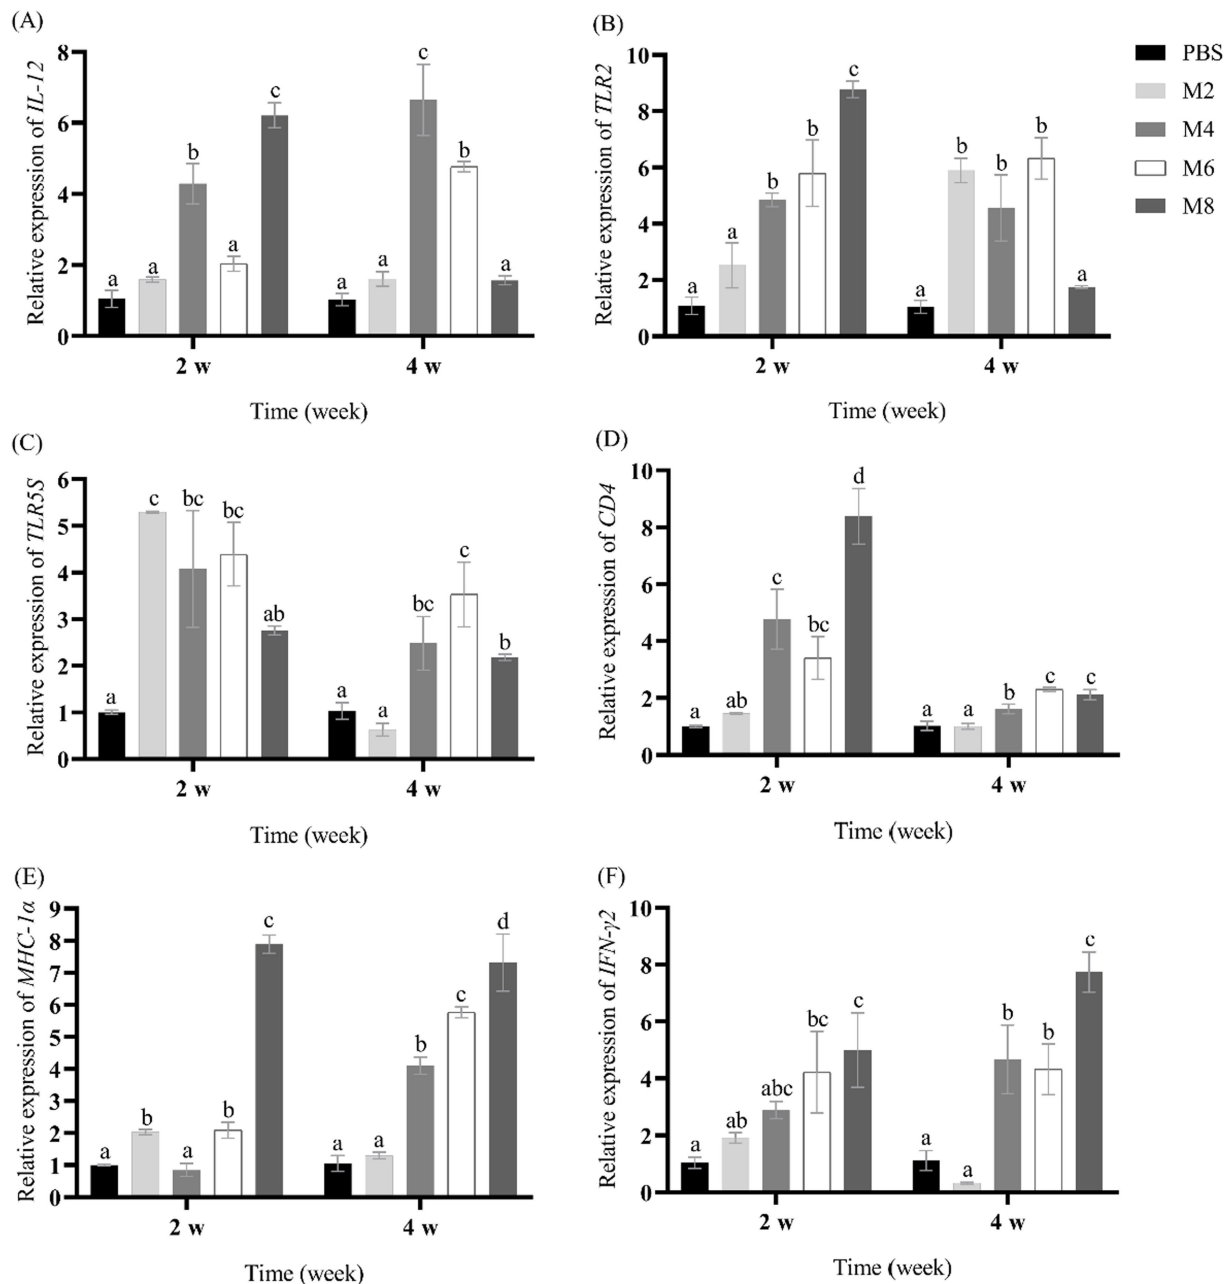 (A)
Relative expression of IL-12
8
6
4
2
0
a
a
b
a
c
a
a
c
b
a
2 w
4 w
Time (week)
(B)
Relative expression of TLR2
10
8
6
4
2
0
a
a
b
b
c
a
b
b
b
a
2 w
4 w
Time (week)
PBS
M2
M4
M6
M8
(C)
Relative expression of TLR5S
6
5
4
3
2
1
0
a
c
bc
bc
ab
a
a
bc
c
b
2 w
4 w
Time (week)
(D)
Relative expression of CD4
10
8
6
4
2
0
a
ab
c
bc
d
a
a
b
c
c
2 w
4 w
Time (week)
(E)
Relative expression of MHC-1α
9
8
7
6
5
4
3
2
1
0
a
b
a
b
c
a
a
b
c
d
2 w
4 w
Time (week)
(F)
Relative expression of IFN-γ2
10
8
6
4
2
0
a
ab
abc
bc
c
a
a
b
b
c
2 w
4 w
Time (week)